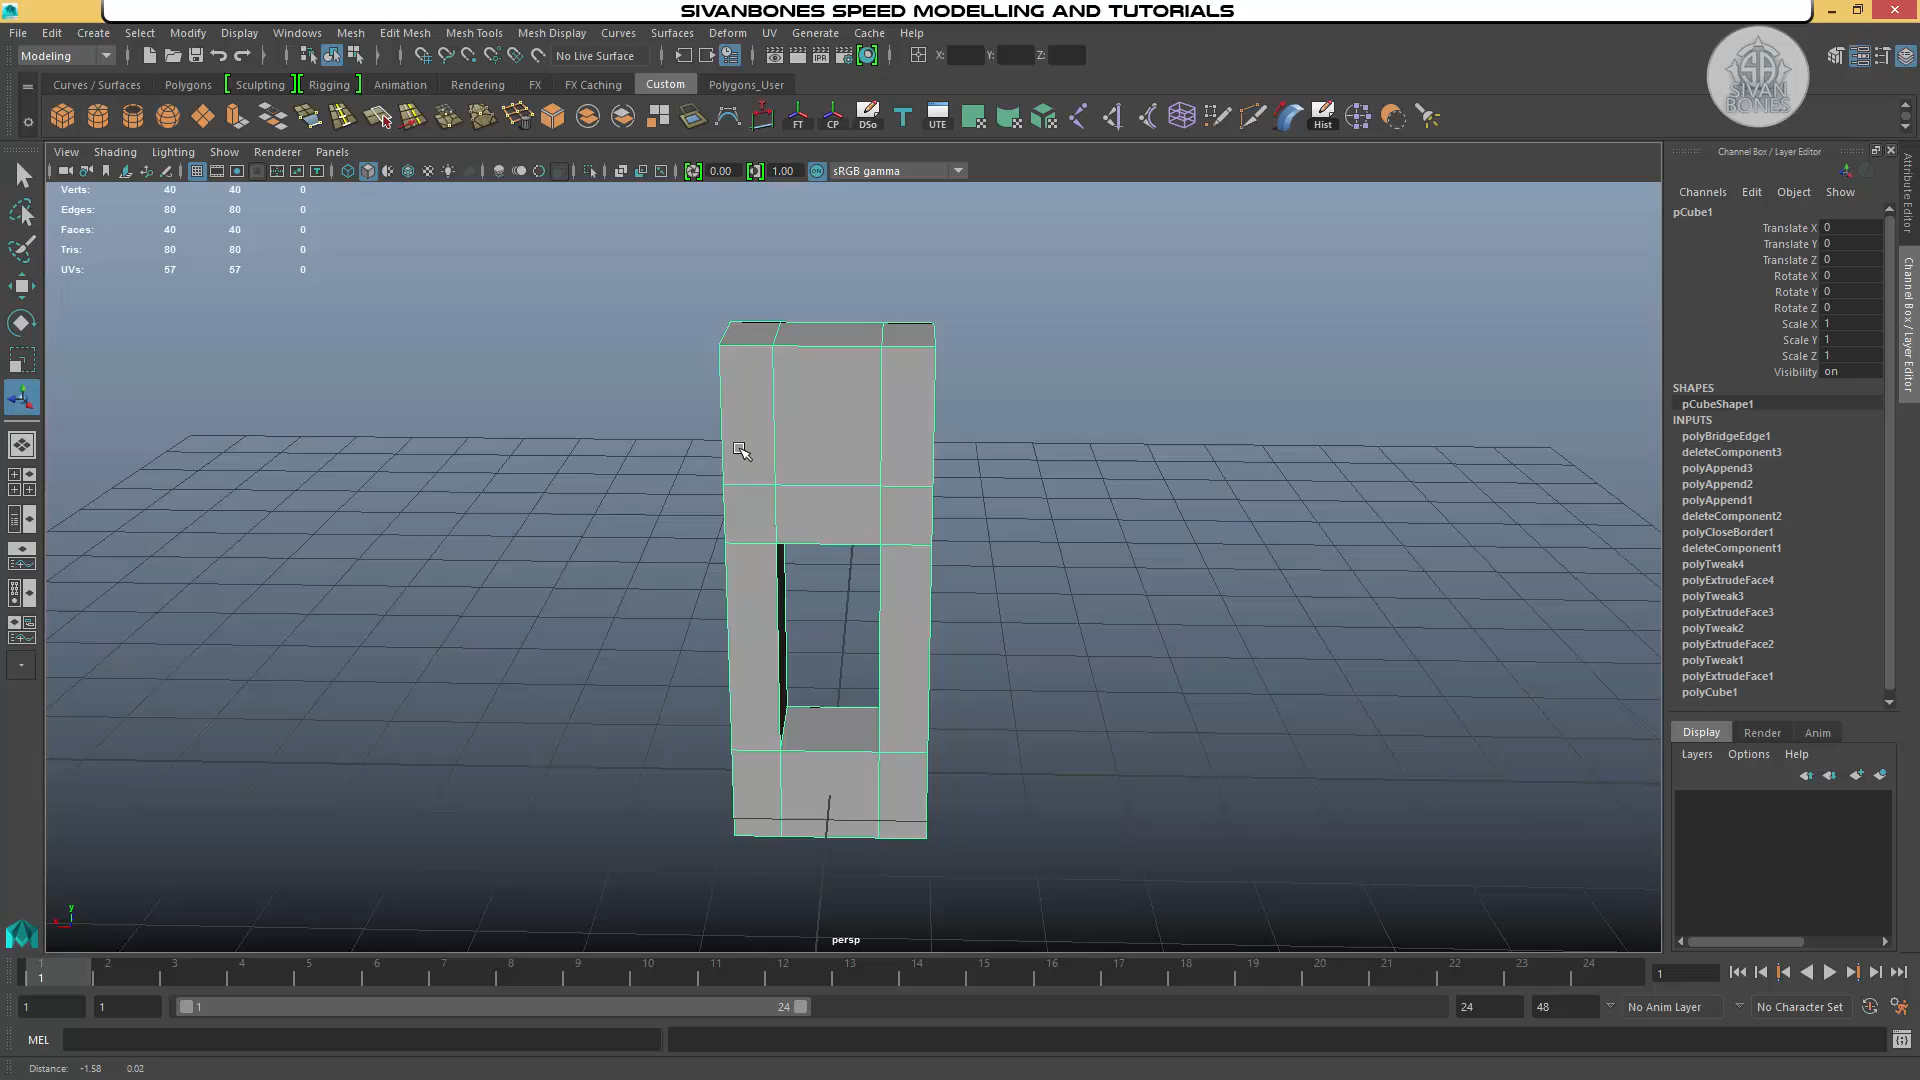 SIVANBONES SPEED MODELLING AND TUTORIALS
File Edit Create Select Modify Display Windows Mesh Edit Mesh Mesh Tools Mesh Display Curves Surfaces Deform UV Generate Cache Help
Modeling No Live Surface X: Y: Z:
SIVAN BONES
Curves / Surfaces Polygons Sculpting Rigging Animation Rendering FX FX Caching Custom Polygons_User
FT CP DSo UTE Hist
View Shading Lighting Show Renderer Panels
0.00 1.00 sRGB gamma
Verts: 40 40 0
Edges: 80 80 0
Faces: 40 40 0
Tris: 80 80 0
UVs: 57 57 0
persp
y
x
Channel Box / Layer Editor
Channels Edit Object Show
pCube1
Translate X 0
Translate Y 0
Translate Z 0
Rotate X 0
Rotate Y 0
Rotate Z 0
Scale X 1
Scale Y 1
Scale Z 1
Visibility on
SHAPES
pCubeShape1
INPUTS
polyBridgeEdge1
deleteComponent3
polyAppend3
polyAppend2
polyAppend1
deleteComponent2
polyCloseBorder1
deleteComponent1
polyTweak4
polyExtrudeFace4
polyTweak3
polyExtrudeFace3
polyTweak2
polyExtrudeFace2
polyTweak1
polyExtrudeFace1
polyCube1
Display Render Anim
Layers Options Help
Attribute Editor
Channel Box / Layer Editor
1 2 3 4 5 6 7 8 9 10 11 12 13 14 15 16 17 18 19 20 21 22 23 24
1 1
1 1 1 24 24 48 No Anim Layer No Character Set
MEL
Distance: -1.58 0.02